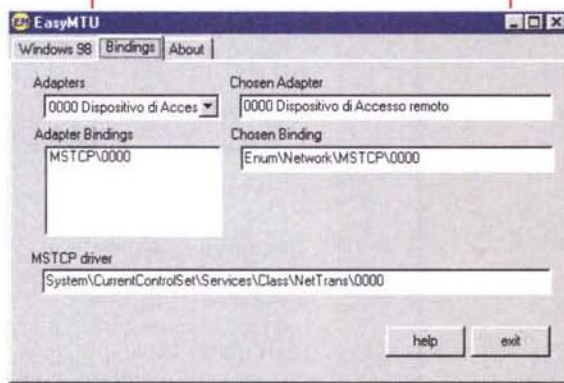 EasyMTU
Windows 98 Bindings About
Adapters
0000 Dispositivo di Acces
Chosen Adapter
0000 Dispositivo di Accesso remoto
Adapter Bindings
MSTCP\0000
Chosen Binding
Enum\Network\MSTCP\0000
MSTCP driver
System\CurrentControlSet\Services\Class\NetTrans\0000
help exit